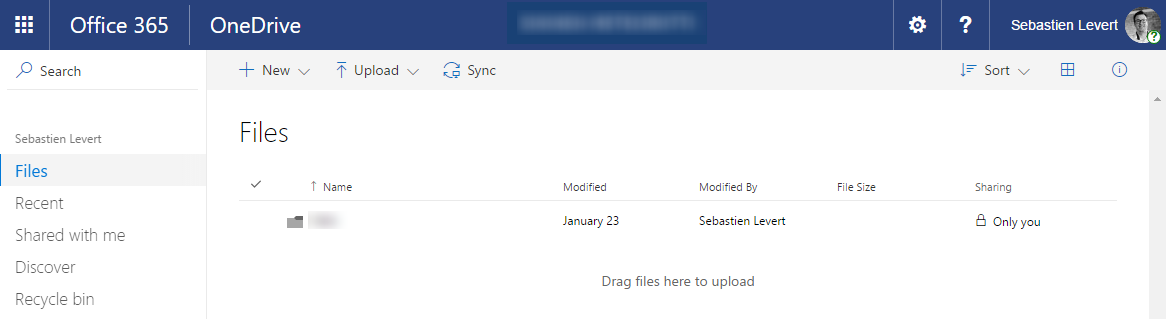 Office 365 OneDrive Sebastien Levert
Search New Upload Sync Sort
Sebastien Levert
Files
Recent
Shared with me
Discover
Recycle bin
Files
Name Modified Modified By File Size Sharing
January 23 Sebastien Levert Only you
Drag files here to upload